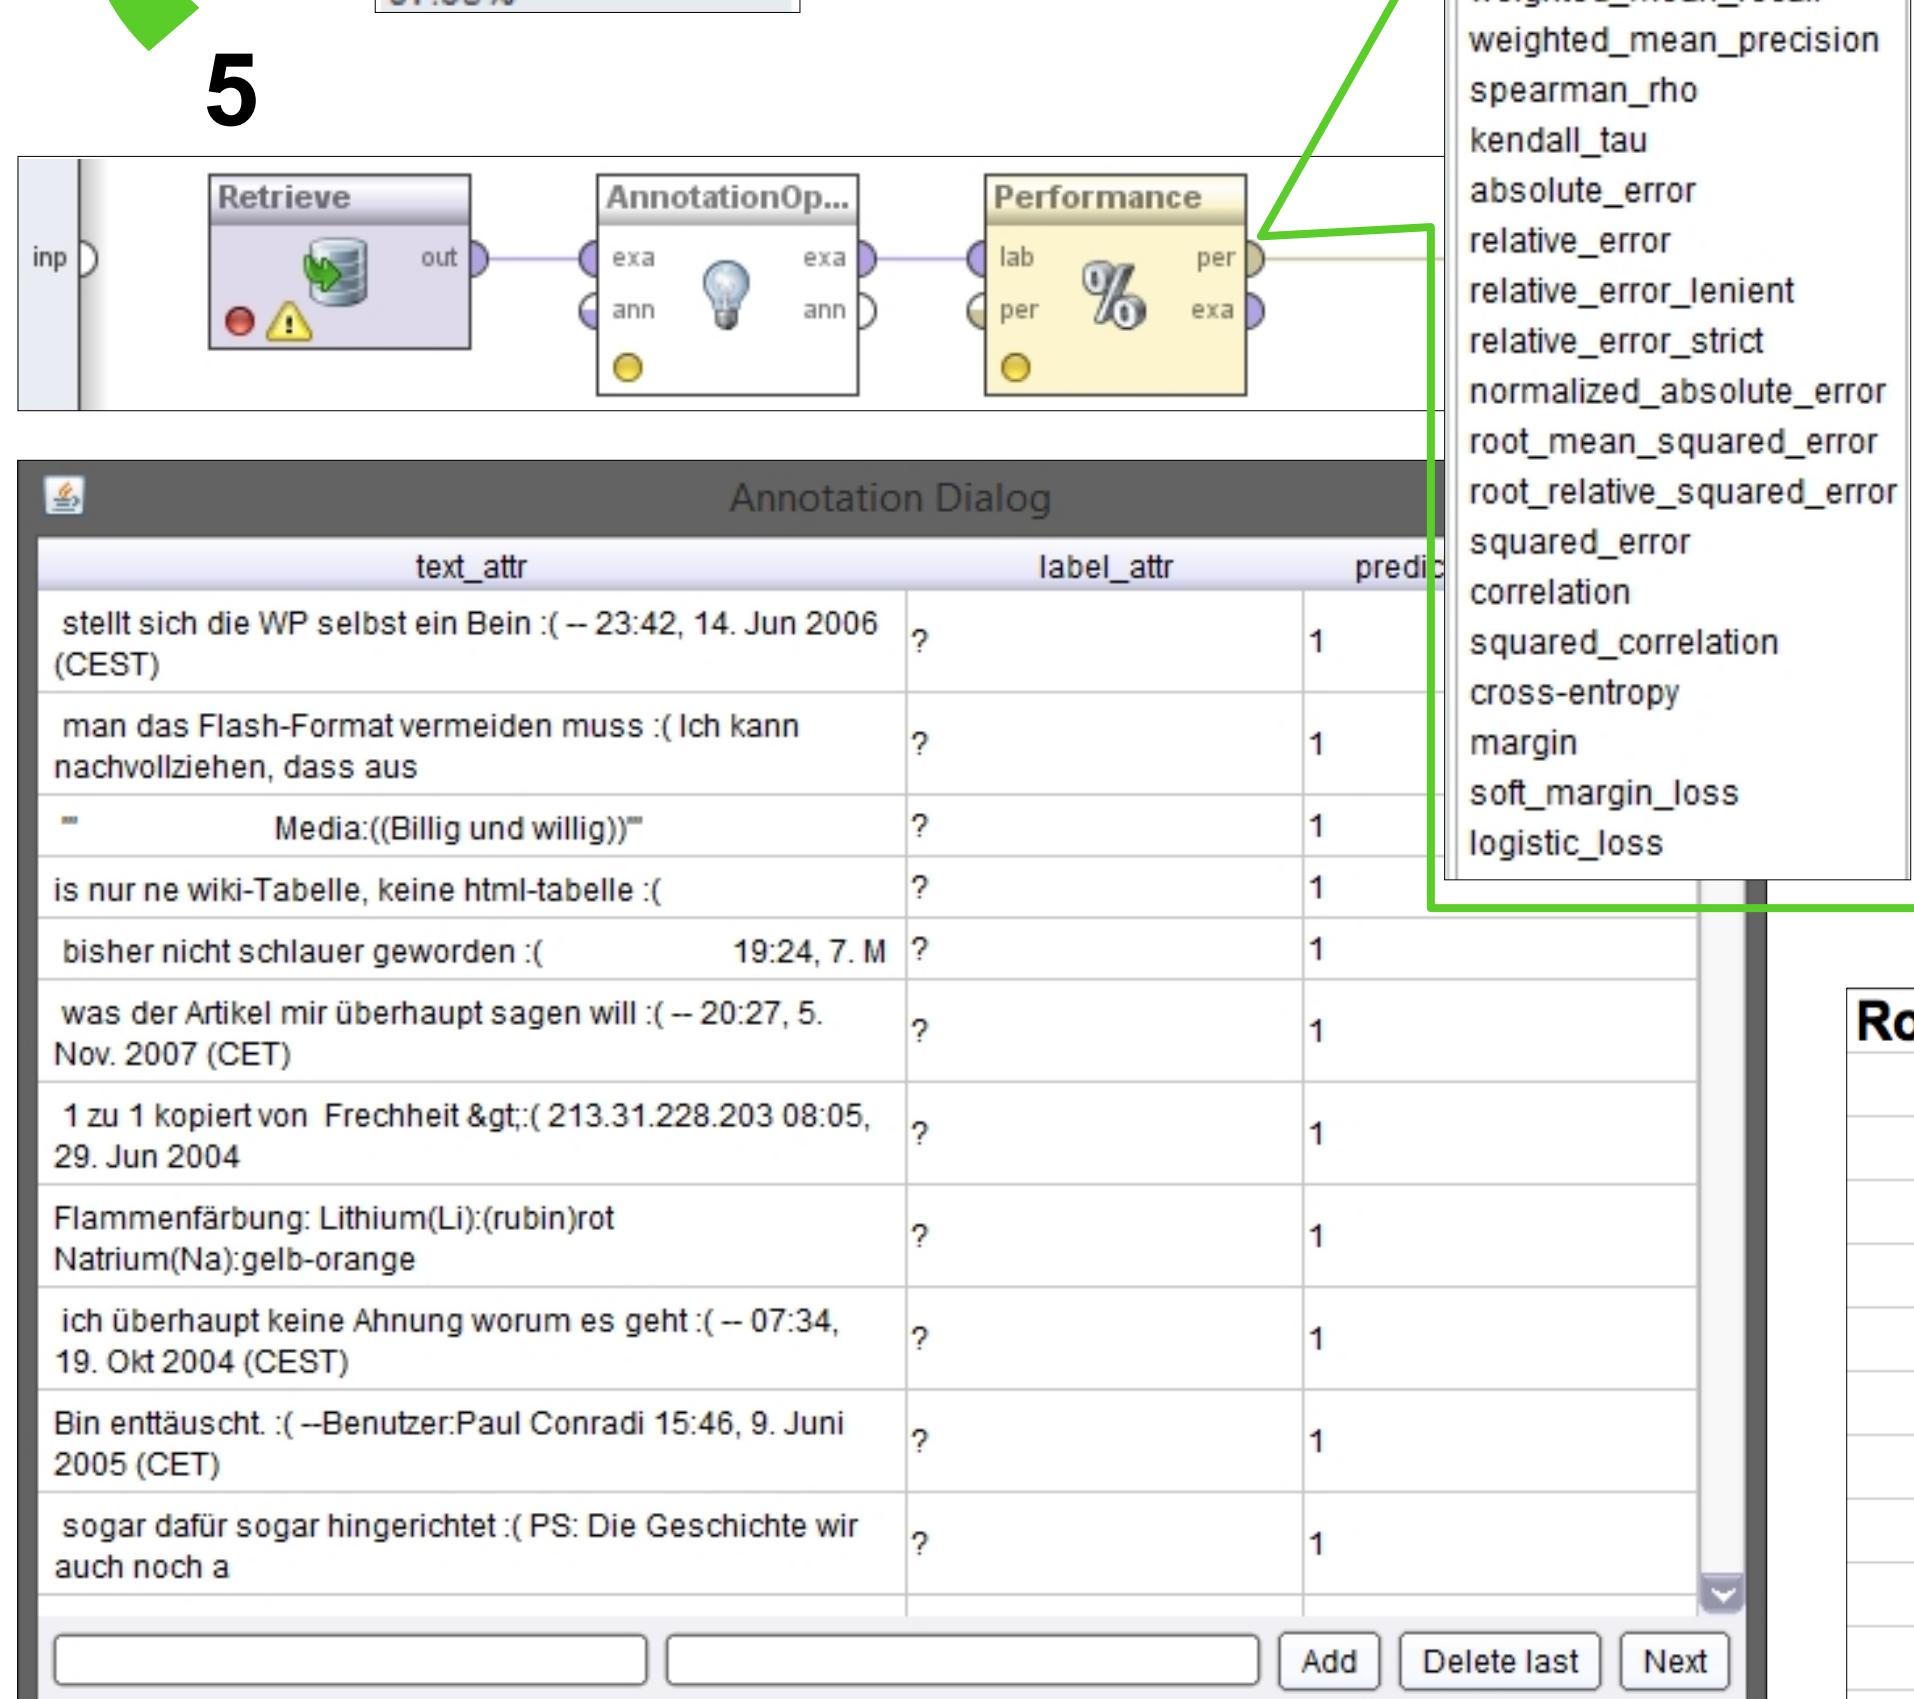 5
inp
Retrieve
out
AnnotationOp...
exa
exa
ann
ann
Performance
lab
per
per
exa
weighted_mean_precision
spearman_rho
kendall_tau
absolute_error
relative_error
relative_error_lenient
relative_error_strict
normalized_absolute_error
root_mean_squared_error
root_relative_squared_error
squared_error
correlation
squared_correlation
cross-entropy
margin
soft_margin_loss
logistic_loss
Annotation Dialog
text_attr label_attr predic
stellt sich die WP selbst ein Bein :( -- 23:42, 14. Jun 2006
(CEST)
? 1
man das Flash-Format vermeiden muss :( Ich kann
nachvollziehen, dass aus
? 1
""' Media:((Billig und willig))""' ? 1
is nur ne wiki-Tabelle, keine html-tabelle :( ? 1
bisher nicht schlauer geworden :( 19:24, 7. M ? 1
was der Artikel mir überhaupt sagen will :( -- 20:27, 5.
Nov. 2007 (CET)
? 1
1 zu 1 kopiert von Frechheit &gt;:( 213.31.228.203 08:05,
29. Jun 2004
? 1
Flammenfärbung: Lithium(Li):(rubin)rot
Natrium(Na):gelb-orange
? 1
ich überhaupt keine Ahnung worum es geht :( -- 07:34,
19. Okt 2004 (CEST)
? 1
Bin enttäuscht. :( --Benutzer:Paul Conradi 15:46, 9. Juni
2005 (CET)
? 1
sogar dafür sogar hingerichtet :( PS: Die Geschichte wir
auch noch a
? 1
Add Delete last Next
Ro